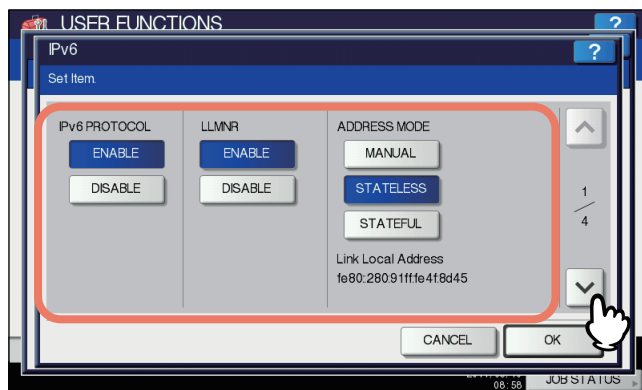 USER FUNCTIONS
?
IPv6
?
Set Item.
IPv6 PROTOCOL
LLMNR
ADDRESS MODE
ENABLE
ENABLE
MANUAL
DISABLE
DISABLE
STATELESS
1
4
STATEFUL
Link Local Address
fe80::280:91ff:fe4f:8d45
CANCEL
OK
08:58
JOB STATUS